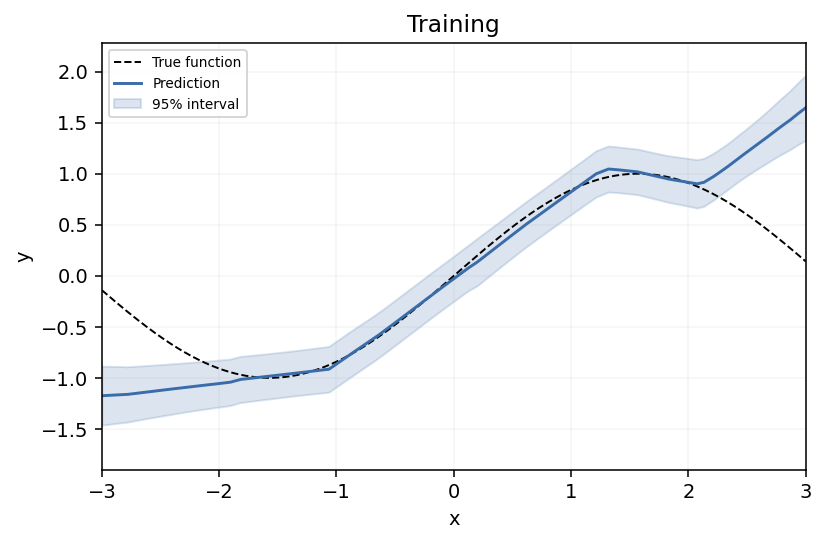 Training
True function
Prediction
95% interval
2.0
1.5
1.0
0.5
0.0
−0.5
−1.0
−1.5
y
−3 −2 −1 0 1 2 3
x